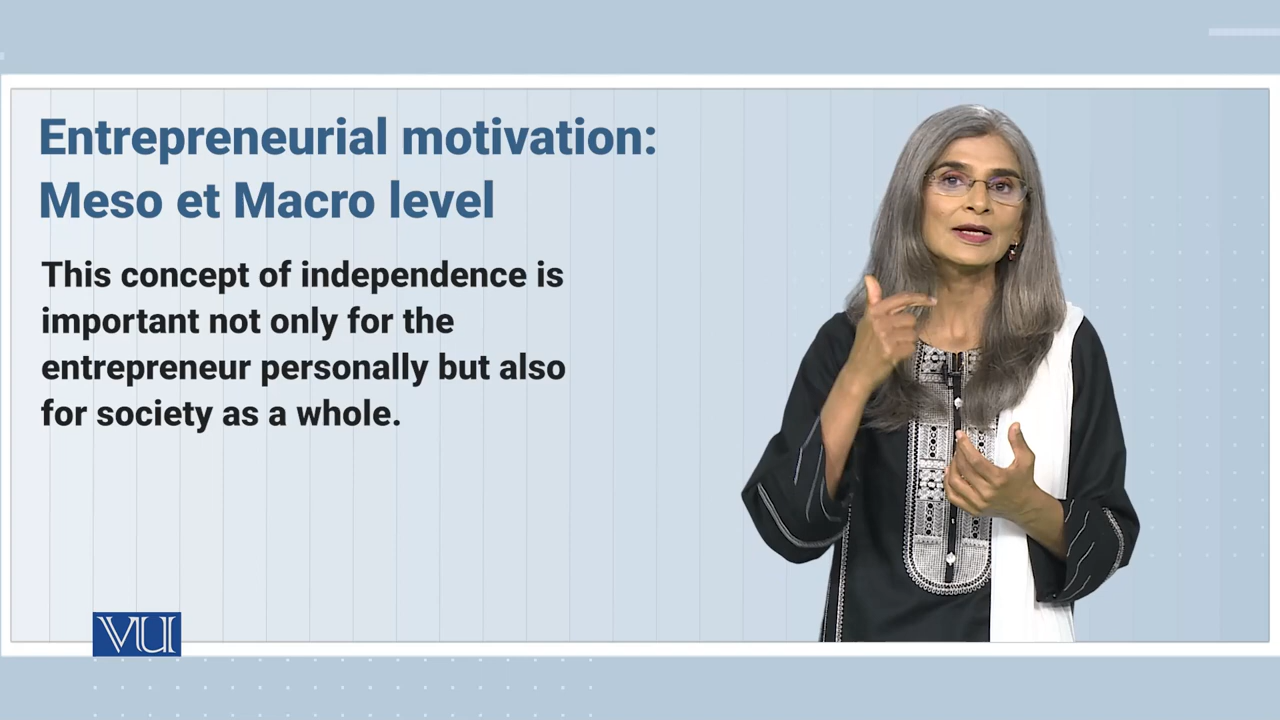 Entrepreneurial motivation:
Meso et Macro level
This concept of independence is
important not only for the
entrepreneur personally but also
for society as a whole.
VU